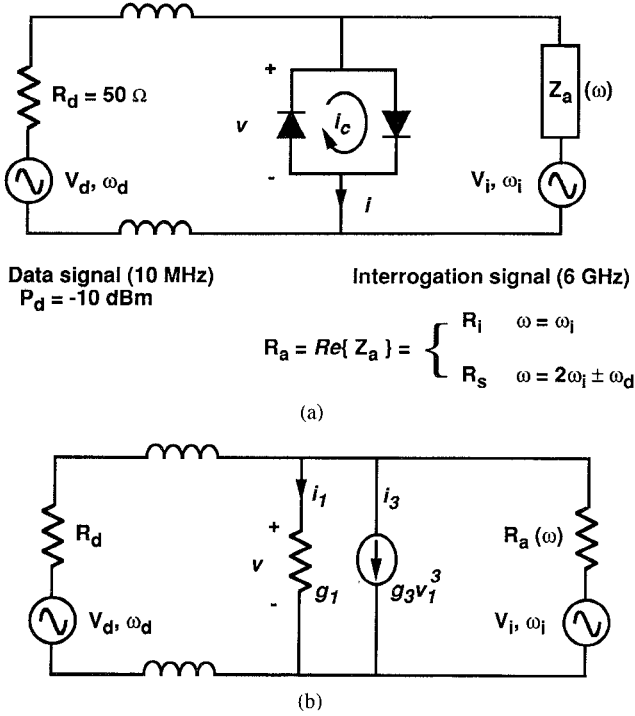 R_d = 50 Ω
V_d, ω_d
+
v
-
i_c
i
Z_a (ω)
V_i, ω_i
Data signal (10 MHz)
P_d = -10 dBm
Interrogation signal (6 GHz)
R_a = Re{ Z_a } = { R_i ω = ω_i
R_s ω = 2ω_i ± ω_d
(a)
R_d
V_d, ω_d
+
v
-
i_1
g_1
i_3
g_3v_1^3
R_a (ω)
V_i, ω_i
(b)